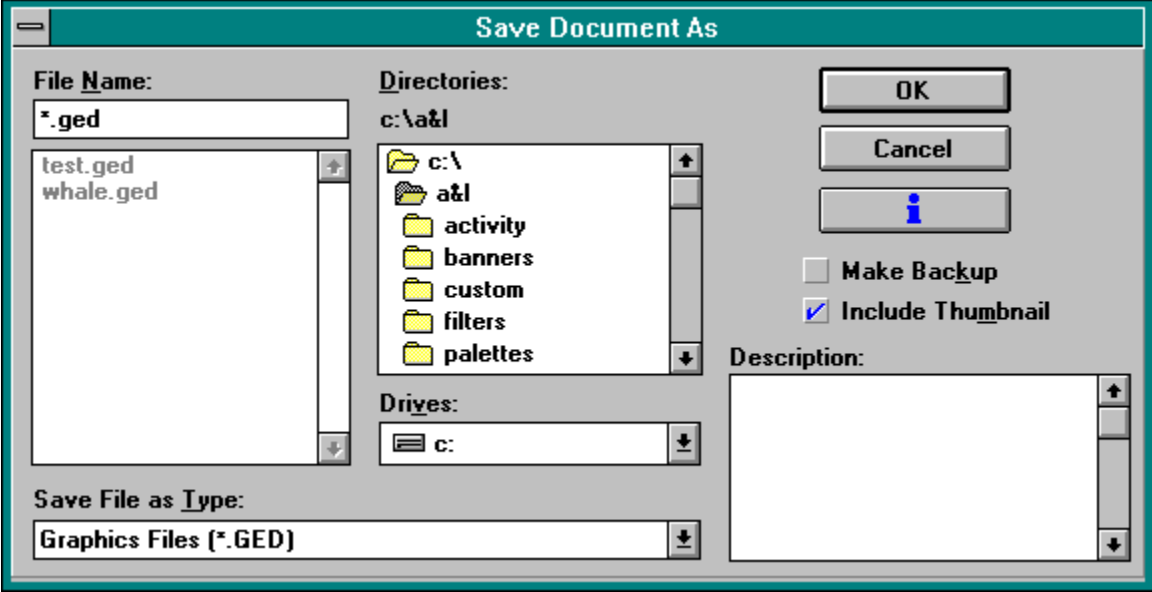 Save Document As
File Name:
*.ged
test.ged
whale.ged
Directories:
c:\a&l
c:\
a&l
activity
banners
custom
filters
palettes
Drives:
c:
Save File as Type:
Graphics Files (*.GED)
OK
Cancel
i
Make Backup
Include Thumbnail
Description: